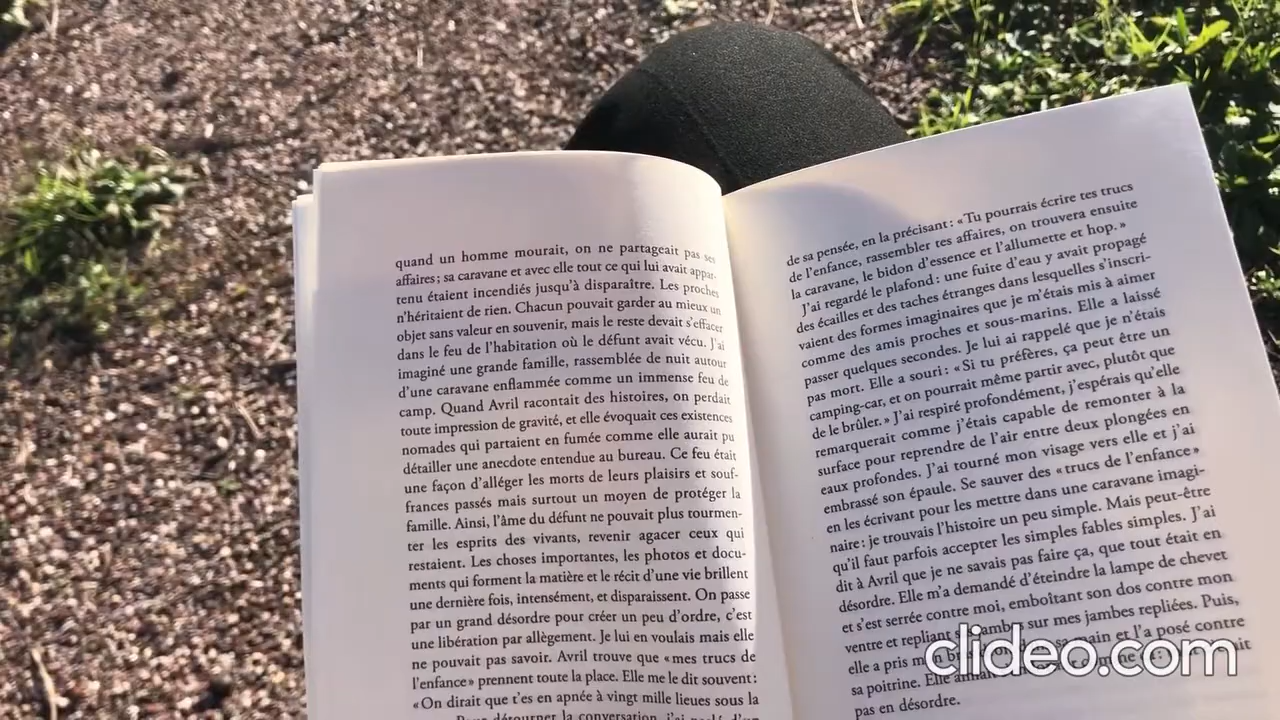 quand un homme mourait, on ne partageait pas ses
affaires ; sa caravane et avec elle tout ce qui lui avait appar-
tenu étaient incendiés jusqu'à disparaître. Les proches
n'héritaient de rien. Chacun pouvait garder au mieux un
objet sans valeur en souvenir, mais le reste devait s'effacer
dans le feu de l'habitation où le défunt avait vécu. J'ai
imaginé une grande famille, rassemblée de nuit autour
d'une caravane enflammée comme un immense feu de
camp. Quand Avril racontait des histoires, on perdait
toute impression de gravité, et elle évoquait ces existences
nomades qui partaient en fumée comme elle aurait pu
détailler une anecdote entendue au bureau. Ce feu était
une façon d'alléger les morts de leurs plaisirs et souf-
frances passés mais surtout un moyen de protéger la
famille. Ainsi, l'âme du défunt ne pouvait plus tourmen-
ter les esprits des vivants, revenir agacer ceux qui
restaient. Les choses importantes, les photos et docu-
ments qui forment la matière et le récit d'une vie brillent
une dernière fois, intensément, et disparaissent. On passe
par un grand désordre pour créer un peu d'ordre, c'est
une libération par allègement. Je lui en voulais mais elle
ne pouvait pas savoir. Avril trouve que « mes trucs de
l'enfance » prennent toute la place. Elle me le dit souvent :
« On dirait que t'es en apnée à vingt mille lieues sous la
Pour détourner la conversation, j'ai parlé d'un
de sa pensée, en la précisant : « Tu pourrais écrire tes trucs
de l'enfance, rassembler tes affaires, on trouvera ensuite
la caravane, le bidon d'essence et l'allumette et hop. »
J'ai regardé le plafond : une fuite d'eau y avait propagé
des écailles et des taches étranges dans lesquelles s'inscri-
vaient des formes imaginaires que je m'étais mis à aimer
comme des amis proches et sous-marins. Elle a laissé
passer quelques secondes. Je lui ai rappelé que je n'étais
pas mort. Elle a souri : « Si tu préfères, ça peut être un
camping-car, et on pourrait même partir avec, plutôt que
de le brûler. » J'ai respiré profondément, j'espérais qu'elle
remarquerait comme j'étais capable de remonter à la
surface pour reprendre de l'air entre deux plongées en
eaux profondes. J'ai tourné mon visage vers elle et j'ai
embrassé son épaule. Se sauver des « trucs de l'enfance »
en les écrivant pour les mettre dans une caravane imagi-
naire : je trouvais l'histoire un peu simple. Mais peut-être
qu'il faut parfois accepter les simples fables simples. J'ai
dit à Avril que je ne savais pas faire ça, que tout était en
désordre. Elle m'a demandé d'éteindre la lampe de chevet
et s'est serrée contre moi, emboîtant son dos contre mon
ventre et repliant jambes sur mes jambes repliées. Puis,
elle a pris main et l'a posé contre
sa poitrine. Elle
pas en désordre.
clideo.com